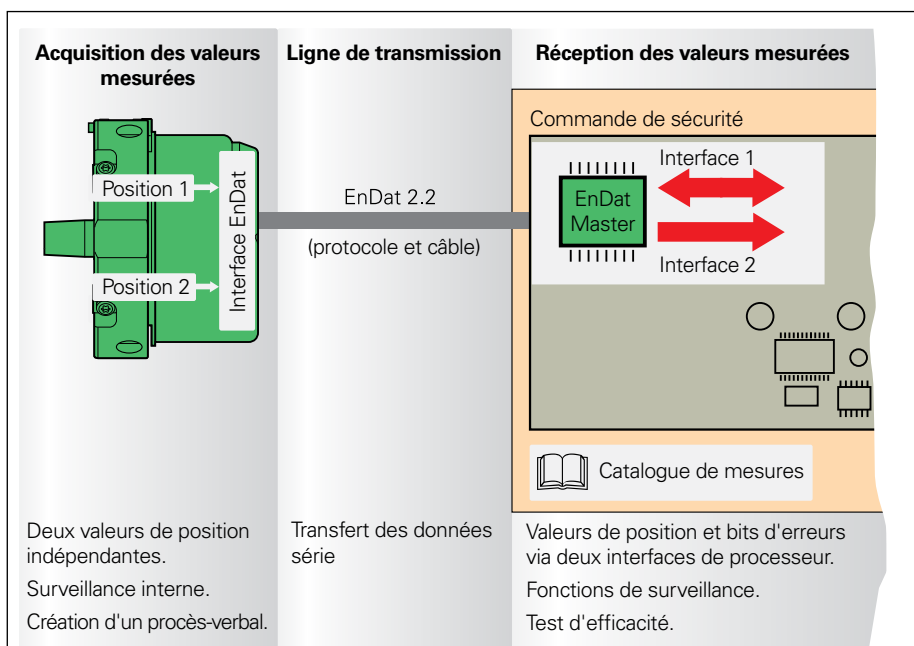 Acquisition des valeurs
mesurées
Ligne de transmission
Réception des valeurs mesurées
Position 1
Position 2
Interface EnDat
EnDat 2.2
(protocole et câble)
Commande de sécurité
EnDat
Master
Interface 1
Interface 2
Catalogue de mesures
Deux valeurs de position
indépendantes.
Surveillance interne.
Création d'un procès-verbal.
Transfert des données
série
Valeurs de position et bits d'erreurs
via deux interfaces de processeur.
Fonctions de surveillance.
Test d'efficacité.